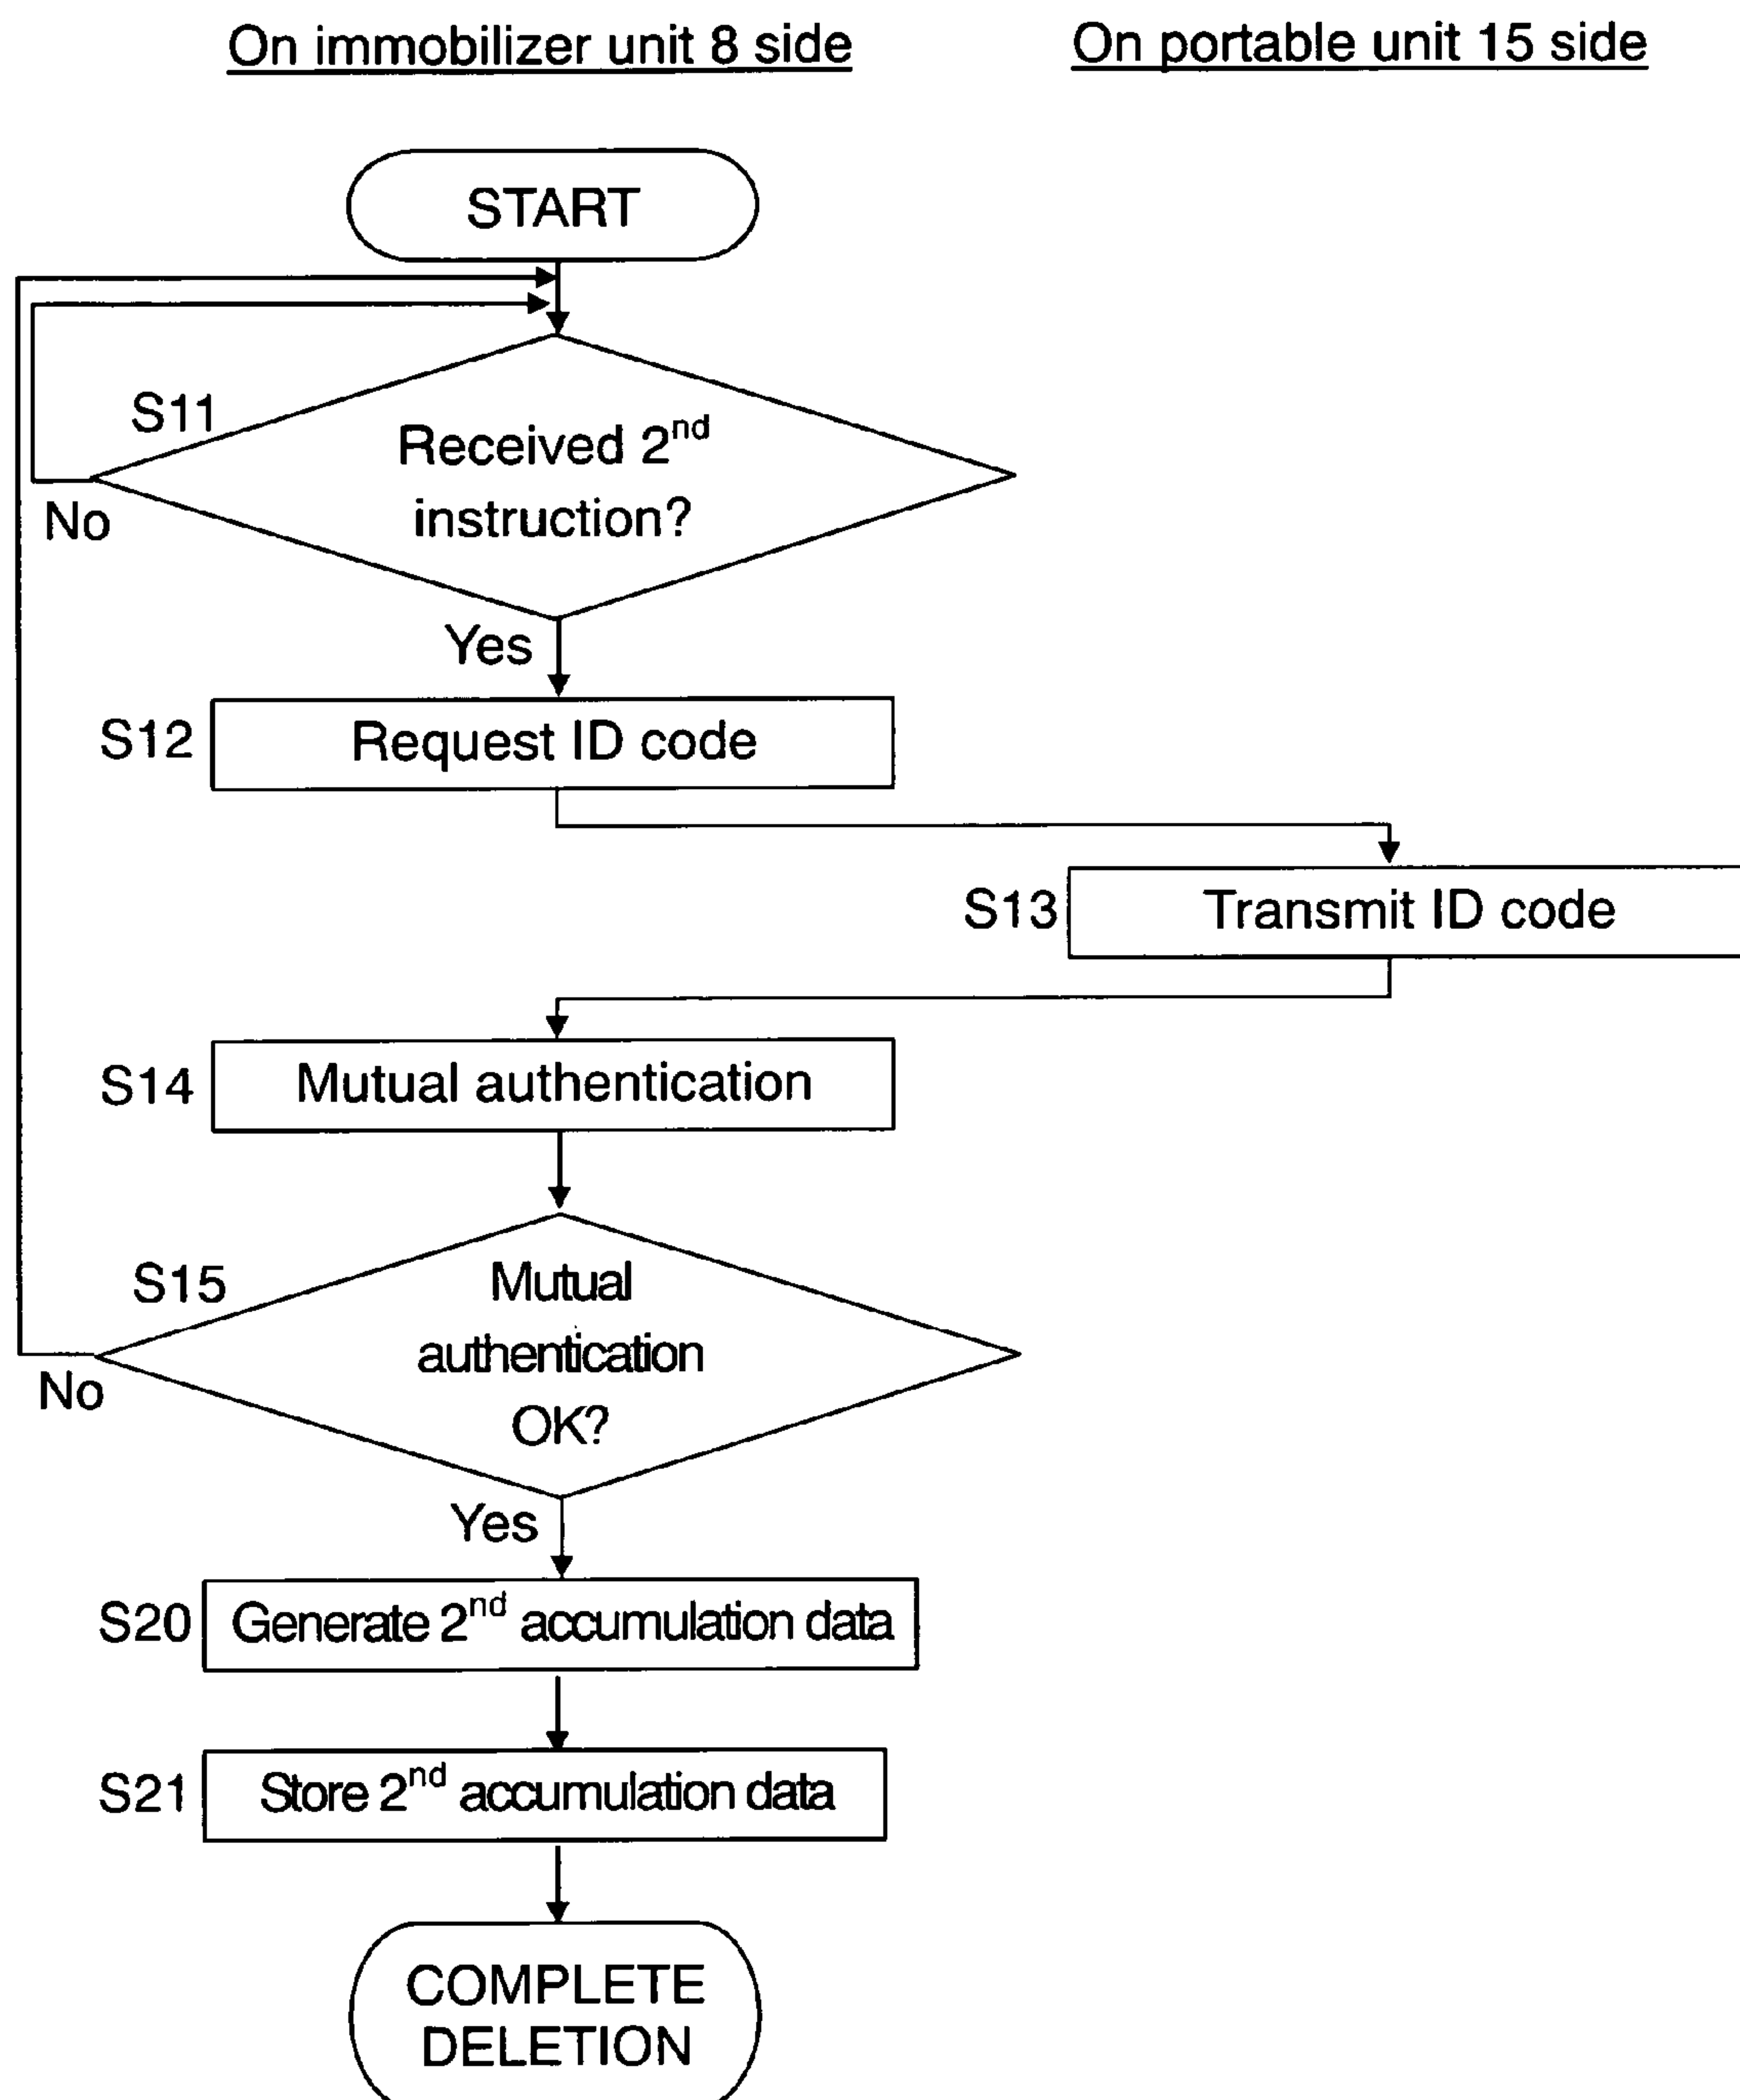 On immobilizer unit 8 side
On portable unit 15 side
START
S11
Received 2nd
instruction?
No
Yes
S12
Request ID code
S13
Transmit ID code
S14
Mutual authentication
S15
Mutual
authentication
OK?
No
Yes
S20
Generate 2nd accumulation data
S21
Store 2nd accumulation data
COMPLETE
DELETION